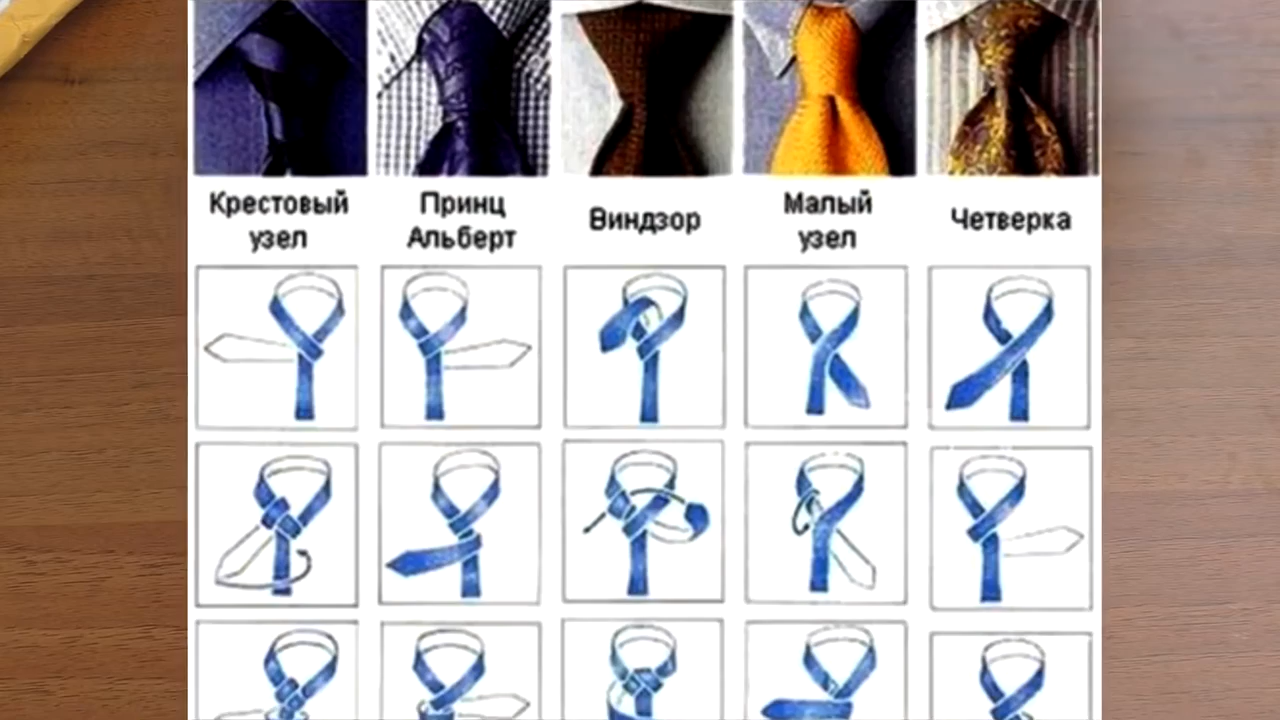 Крестовый
узел
Принц
Альберт
Виндзор
Малый
узел
Четверка